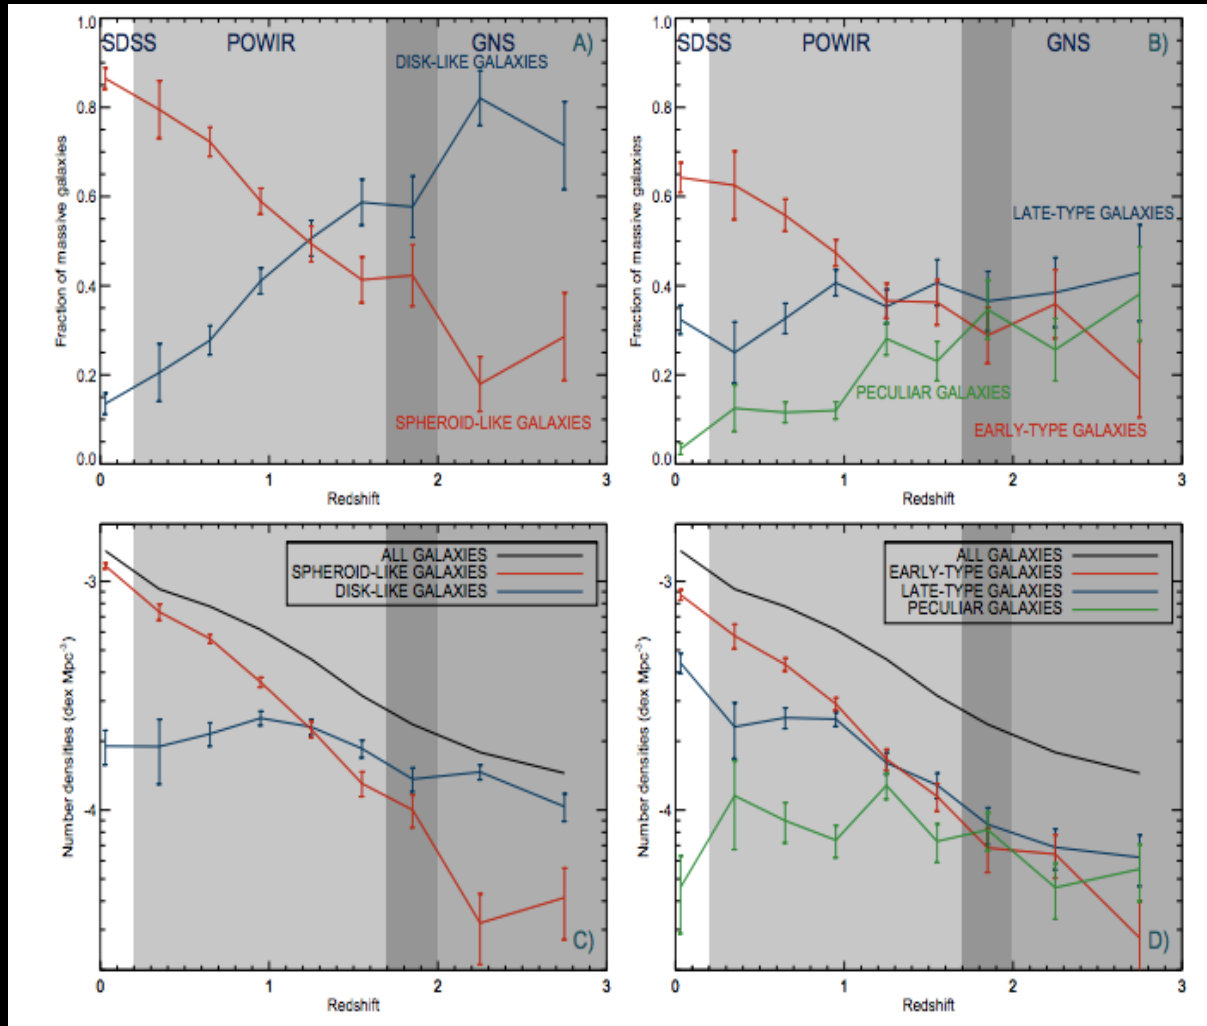 SDSS POWIR GNS A)
DISK-LIKE GALAXIES
SPHEROID-LIKE GALAXIES
1.0
0.8
0.6
0.4
0.2
0.0
0 1 2 3
Fraction of massive galaxies
Redshift
SDSS POWIR GNS B)
LATE-TYPE GALAXIES
PECULIAR GALAXIES
EARLY-TYPE GALAXIES
1.0
0.8
0.6
0.4
0.2
0.0
0 1 2 3
Fraction of massive galaxies
Redshift
ALL GALAXIES
SPHEROID-LIKE GALAXIES
DISK-LIKE GALAXIES
-3
-4
C)
0 1 2 3
Number densities (dex Mpc⁻³)
Redshift
ALL GALAXIES
EARLY-TYPE GALAXIES
LATE-TYPE GALAXIES
PECULIAR GALAXIES
-3
-4
D)
0 1 2 3
Number densities (dex Mpc⁻³)
Redshift